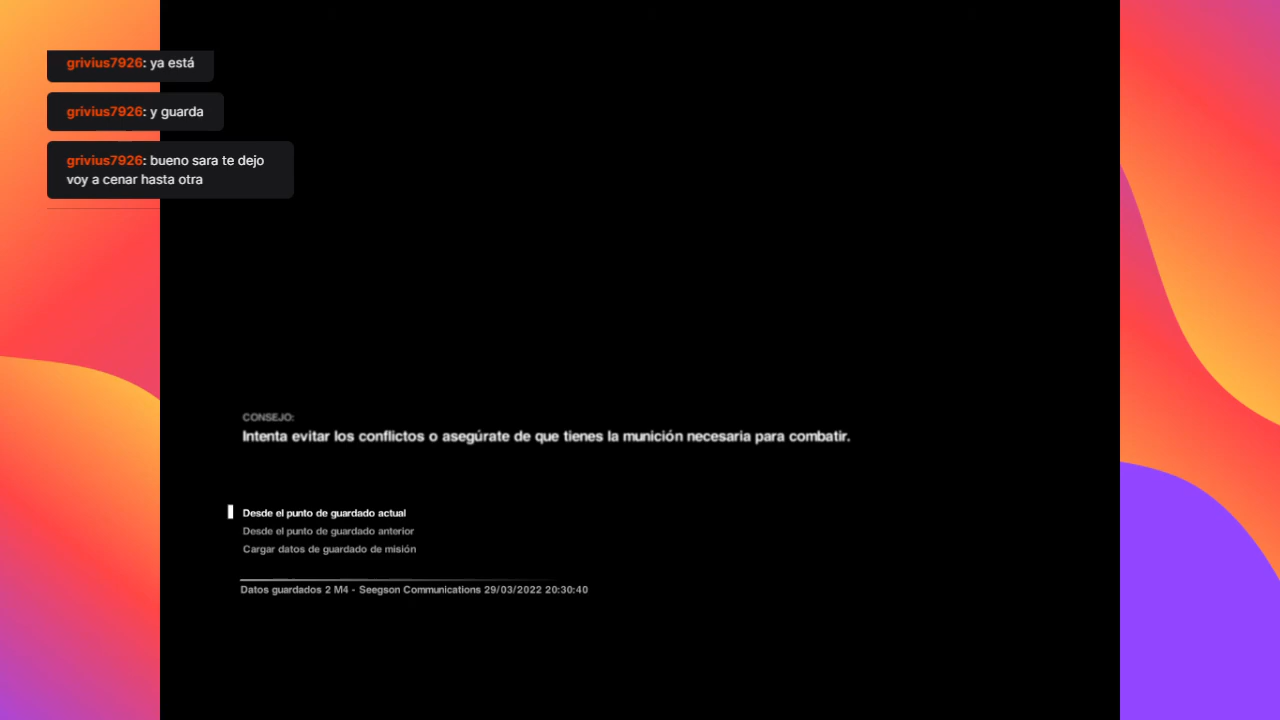 grivius7926: ya está
grivius7926: y guarda
grivius7926: bueno sara te dejo
voy a cenar hasta otra
CONSEJO:
Intenta evitar los conflictos o asegúrate de que tienes la munición necesaria para combatir.
Desde el punto de guardado actual
Desde el punto de guardado anterior
Cargar datos de guardado de misión
Datos guardados 2 M4 - Seegson Communications 29/03/2022 20:30:40